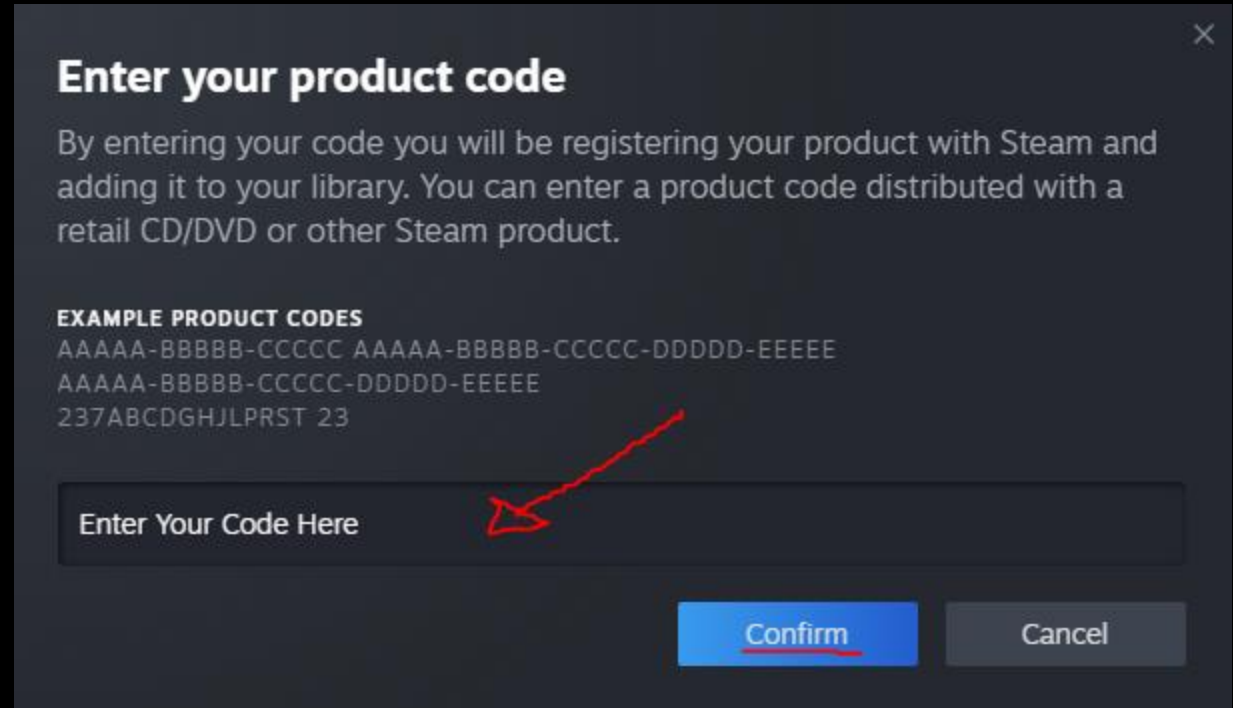 Enter your product code
By entering your code you will be registering your product with Steam and
adding it to your library. You can enter a product code distributed with a
retail CD/DVD or other Steam product.
EXAMPLE PRODUCT CODES
AAAAA-BBBBB-CCCCC AAAAA-BBBBB-CCCCC-DDDDD-EEEEE
AAAAA-BBBBB-CCCCC-DDDDD-EEEEE
237ABCDGHJLPRST 23
Enter Your Code Here
Confirm Cancel